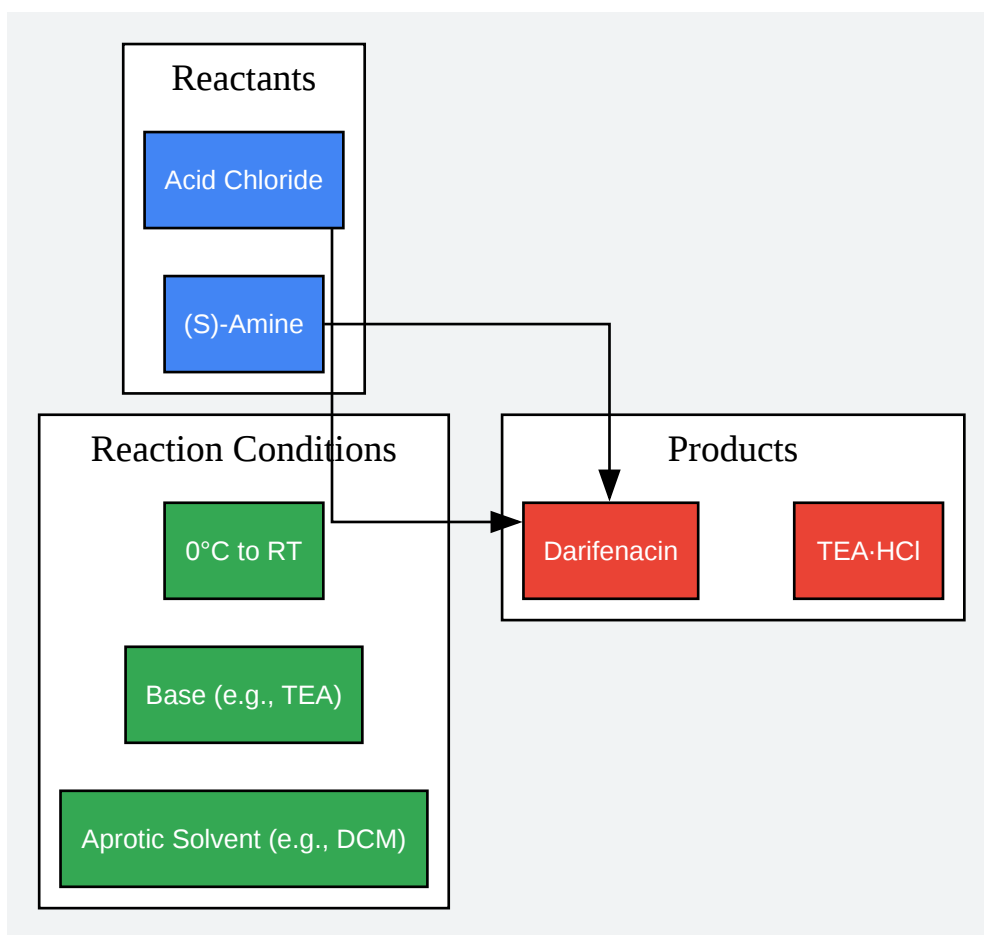 Reactants
Acid Chloride
(S)-Amine
Reaction Conditions
0°C to RT
Base (e.g., TEA)
Aprotic Solvent (e.g., DCM)
Products
Darifenacin
TEA·HCl